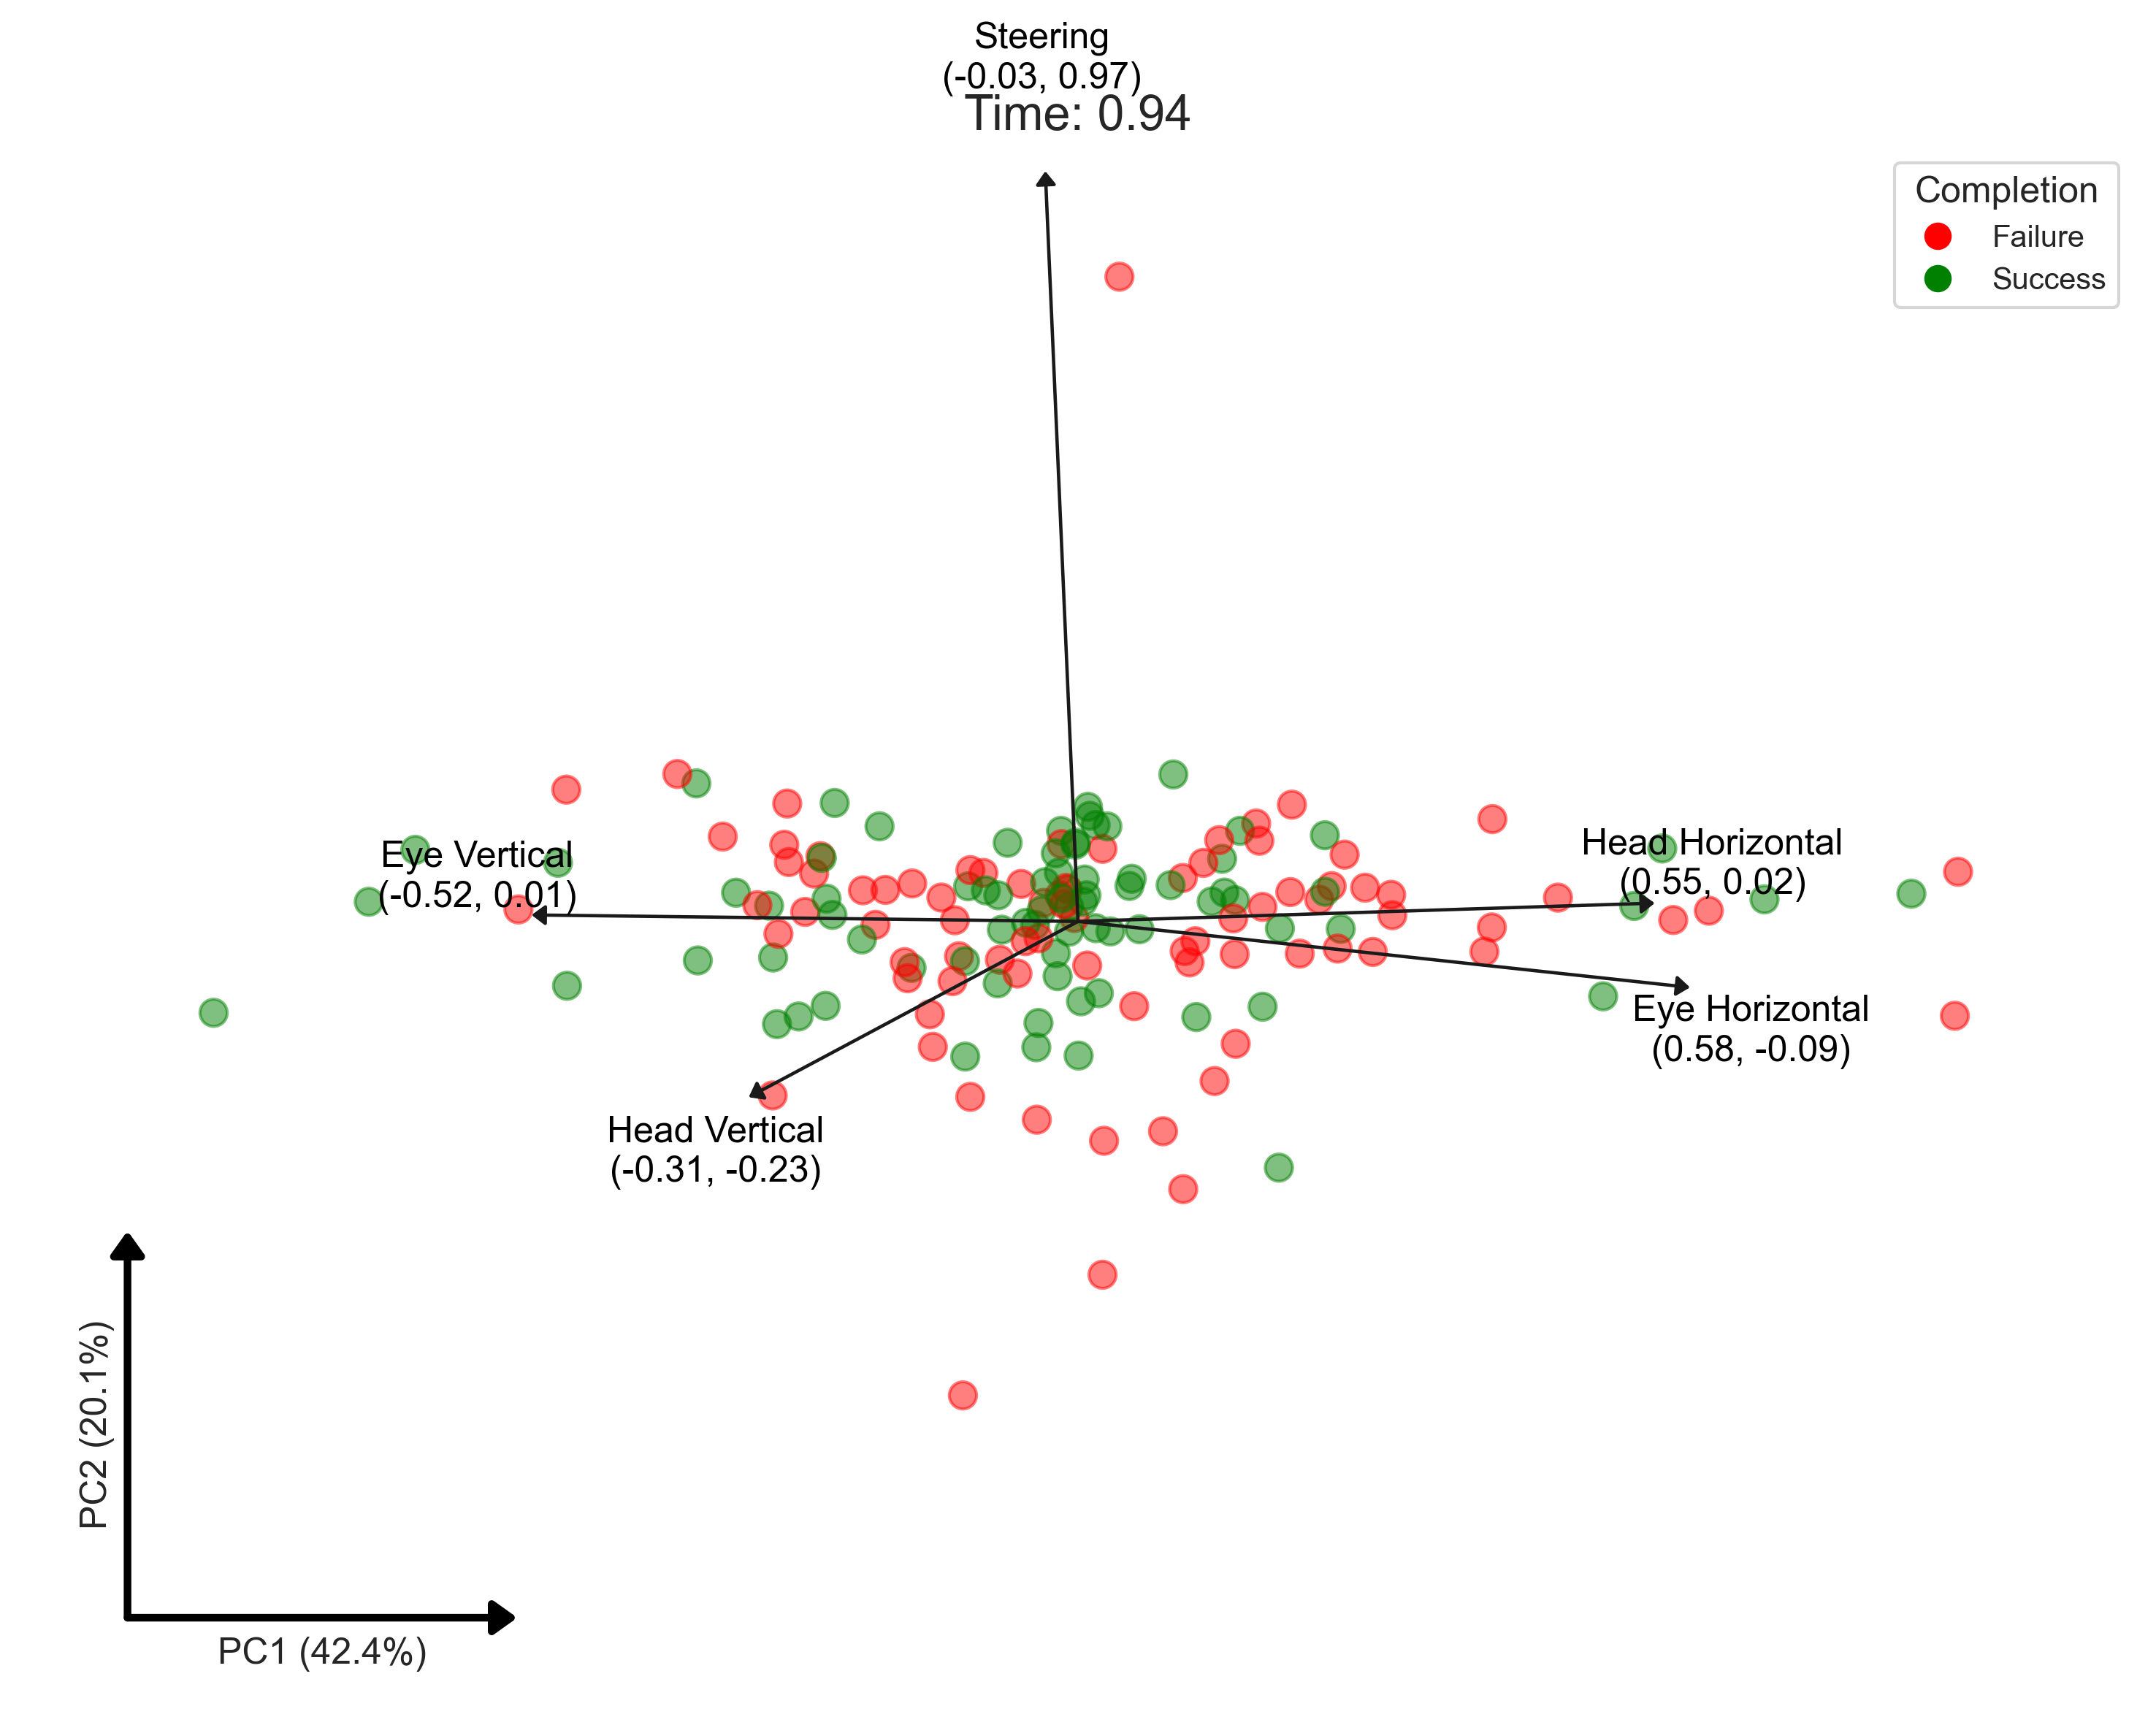 Steering
(-0.03, 0.97)
Time: 0.94
Completion
Failure
Success
Eye Vertical
(-0.52, 0.01)
Head Horizontal
(0.55, 0.02)
Eye Horizontal
(0.58, -0.09)
Head Vertical
(-0.31, -0.23)
PC2 (20.1%)
PC1 (42.4%)